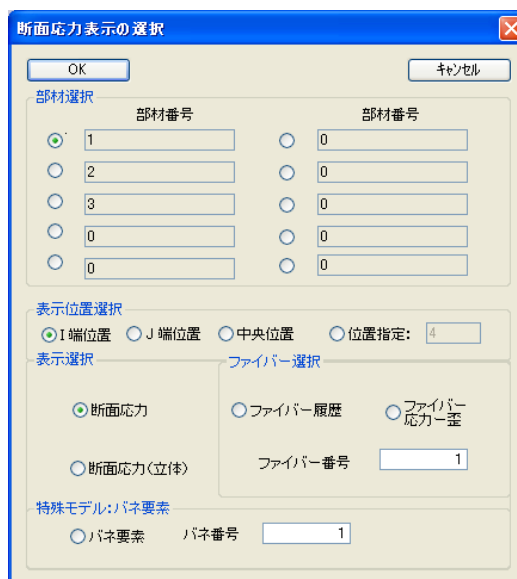 断面応力表示の選択
OK ｷｬﾝｾﾙ
部材選択
部材番号 部材番号
1 0
2 0
3 0
0 0
0 0
表示位置選択
I 端位置 J 端位置 中央位置 位置指定: 4
表示選択 ファイバー選択
断面応力 ファイバー履歴 ファイバー
応力ー歪
断面応力(立体) ファイバー番号 1
特殊モデル:バネ要素
バネ要素 バネ番号 1